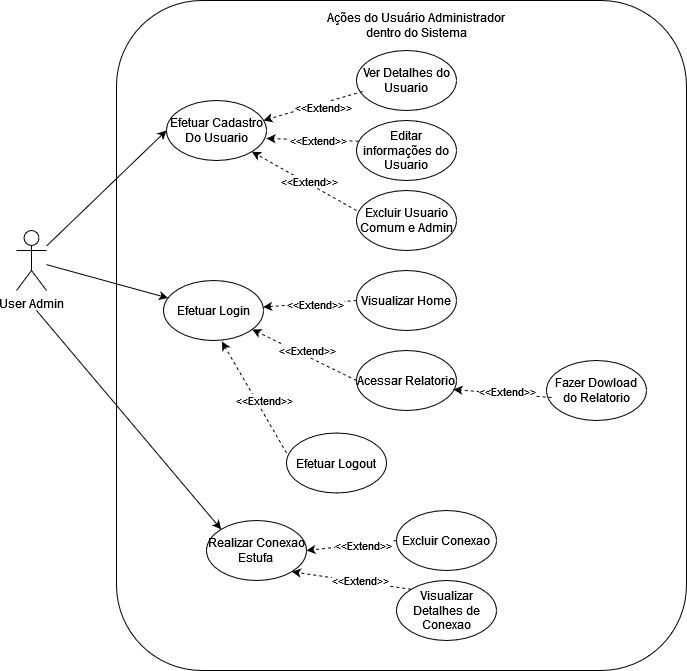 Ações do Usuário Administrador
dentro do Sistema
Ver Detalhes do
Usuario
<<Extend>>
Efetuar Cadastro
Do Usuario
<<Extend>>
Editar
informações do
Usuario
<<Extend>>
Excluir Usuario
Comum e Admin
User Admin
Efetuar Login
<<Extend>>
Visualizar Home
<<Extend>>
Acessar Relatorio
<<Extend>>
Fazer Dowload
do Relatorio
<<Extend>>
Efetuar Logout
Realizar Conexao
Estufa
<<Extend>>
Excluir Conexao
<<Extend>>
Visualizar
Detalhes de
Conexao